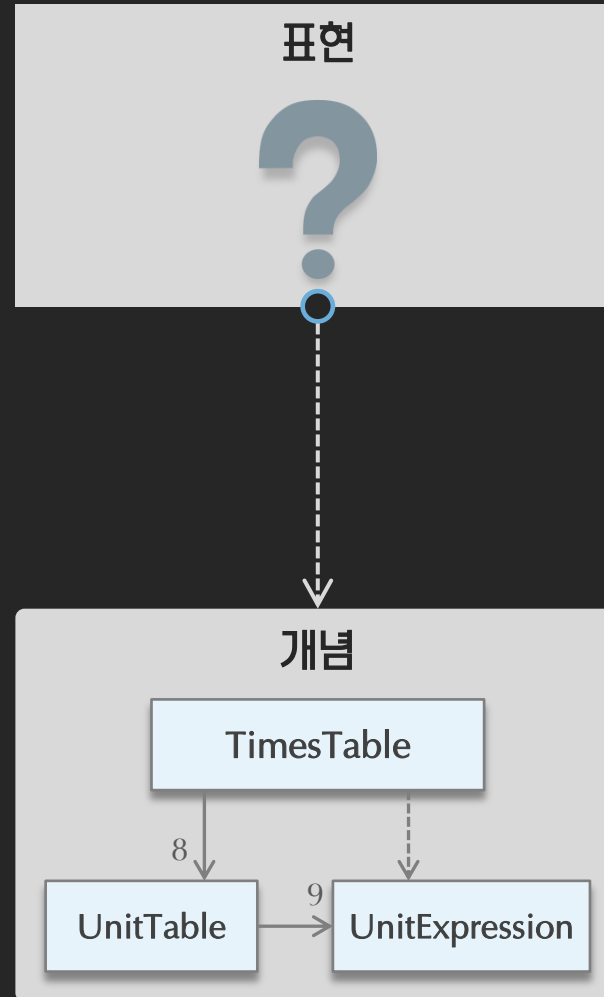 표현
?
개념
TimesTable
8
9
UnitTable
UnitExpression